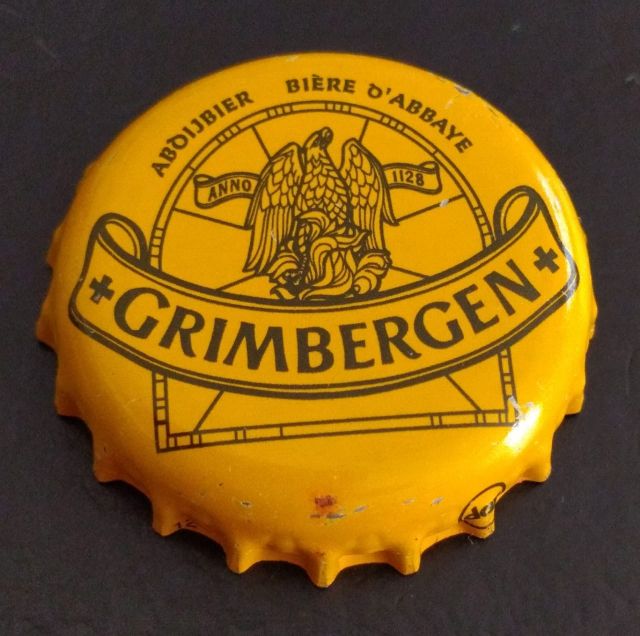 ABDIJBIER BIÈRE D'ABBAYE
ANNO 1128
+GRIMBERGEN+